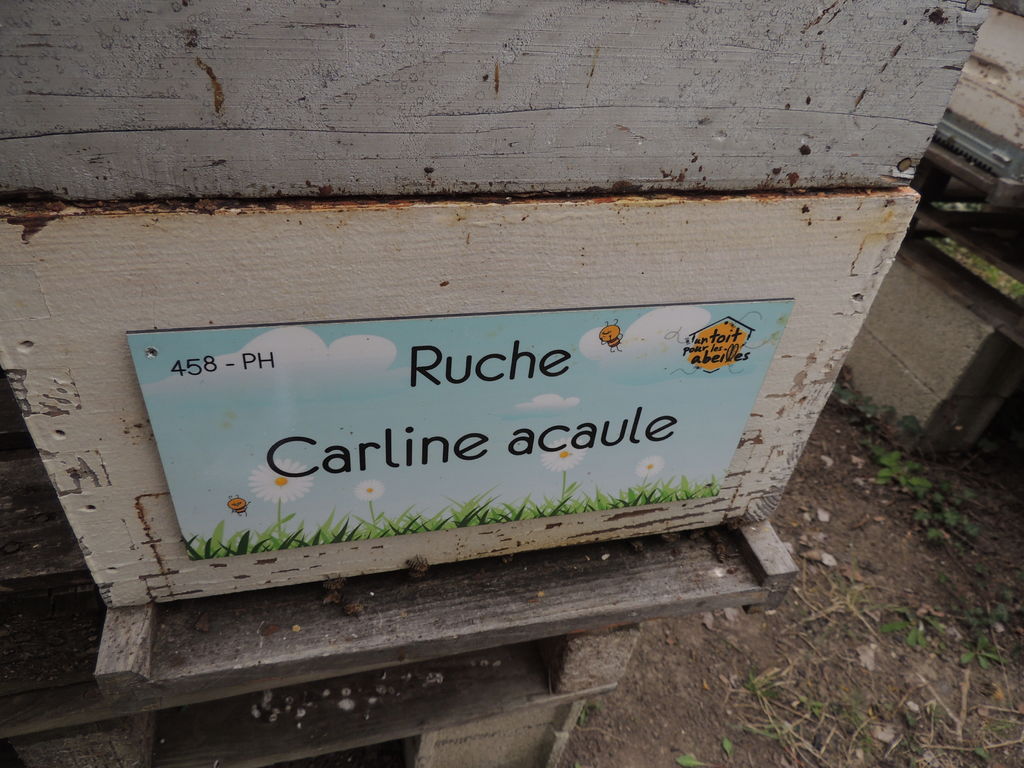 458 - PH
Ruche
Carline acaule
un toit
pour les
abeilles